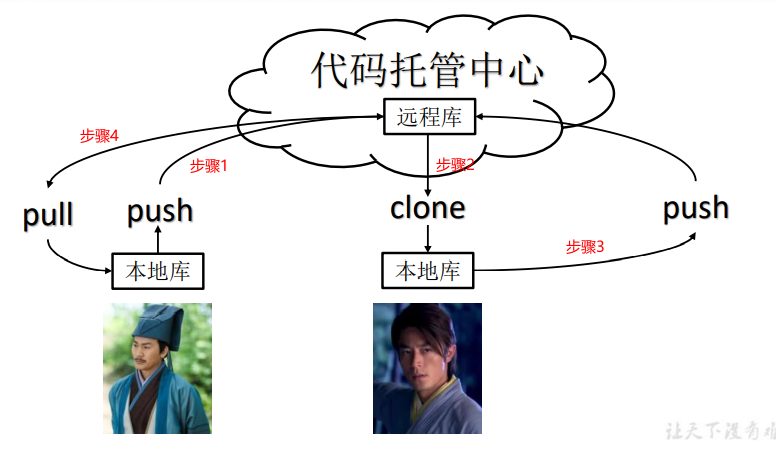 代码托管中心
远程库
步骤4
步骤1
步骤2
pull
push
clone
push
步骤3
本地库
本地库
让天下没有难